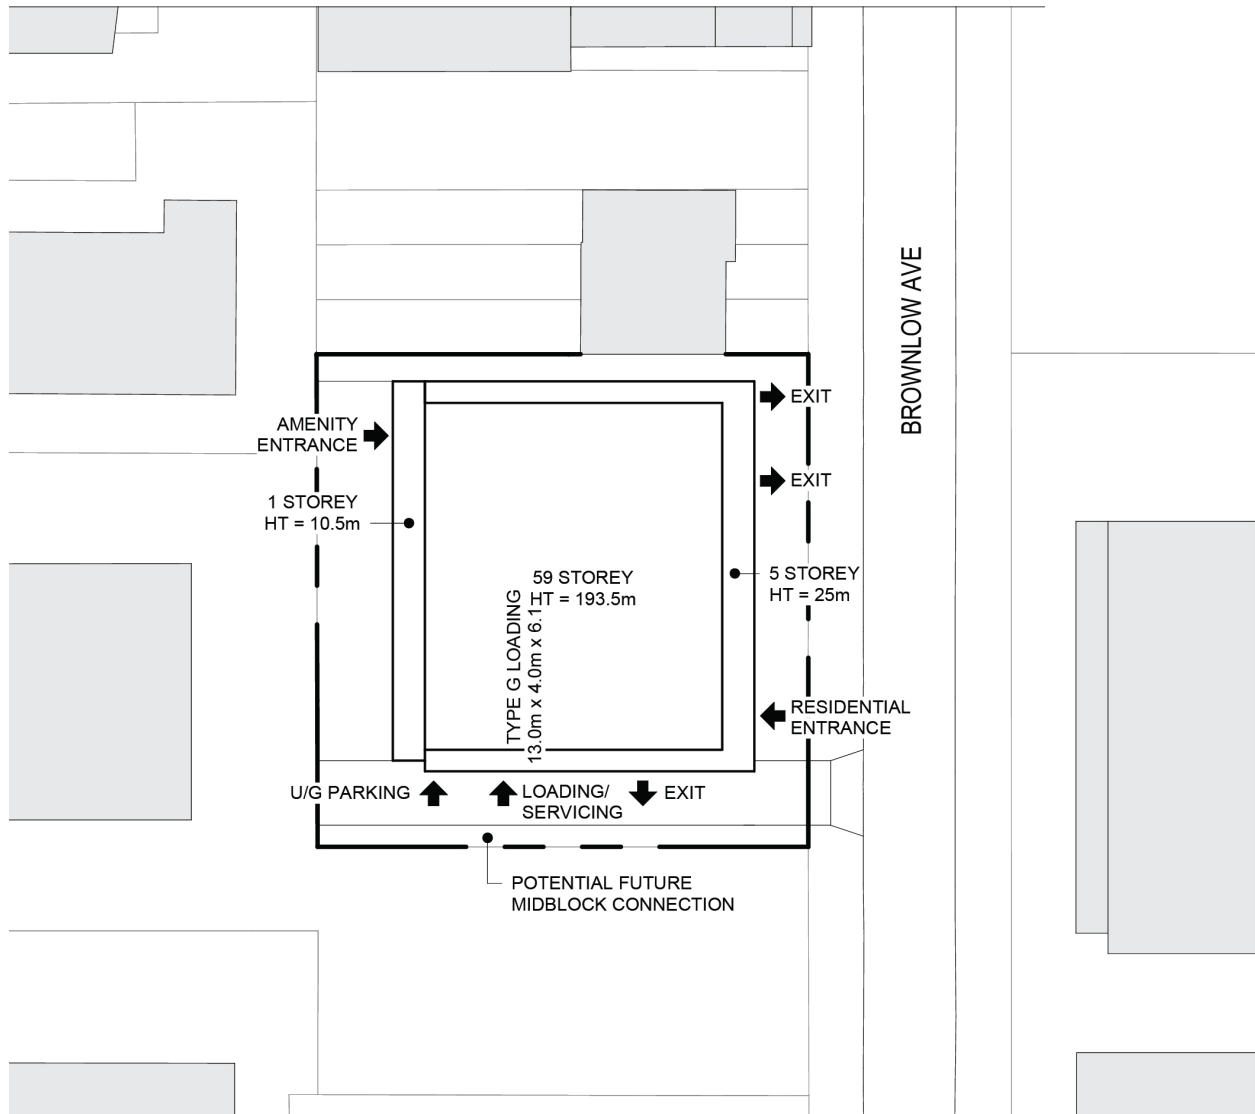 BROWNLOW AVE
EXIT
AMENITY
ENTRANCE
EXIT
1 STOREY
HT = 10.5m
59 STOREY
HT = 193.5m
5 STOREY
HT = 25m
TYPE G LOADING
13.0m x 4.0m x 6.1
RESIDENTIAL
ENTRANCE
U/G PARKING
LOADING/
SERVICING
EXIT
POTENTIAL FUTURE
MIDBLOCK CONNECTION